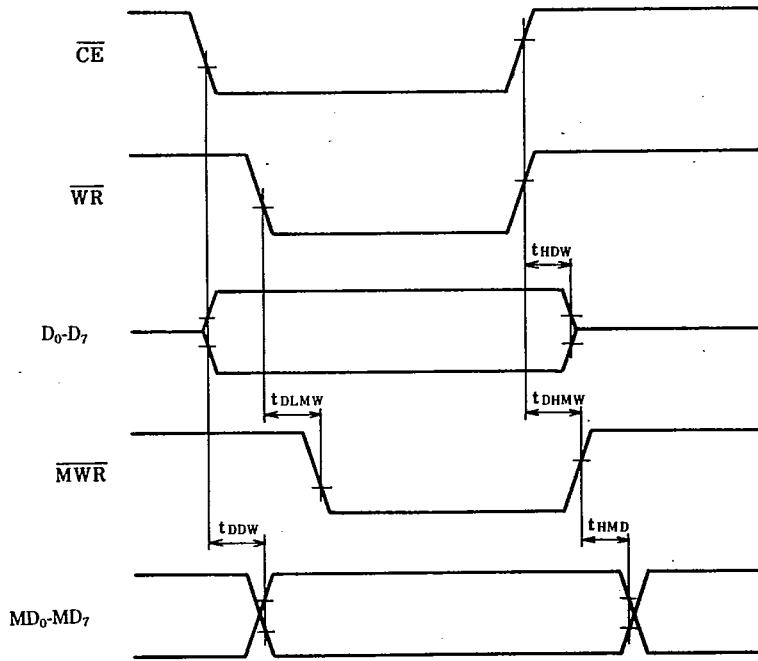 CE
WR
tHDW
D₀-D₇
tDLMW
tDHMW
MWR
tDDW
tHMD
MD₀-MD₇